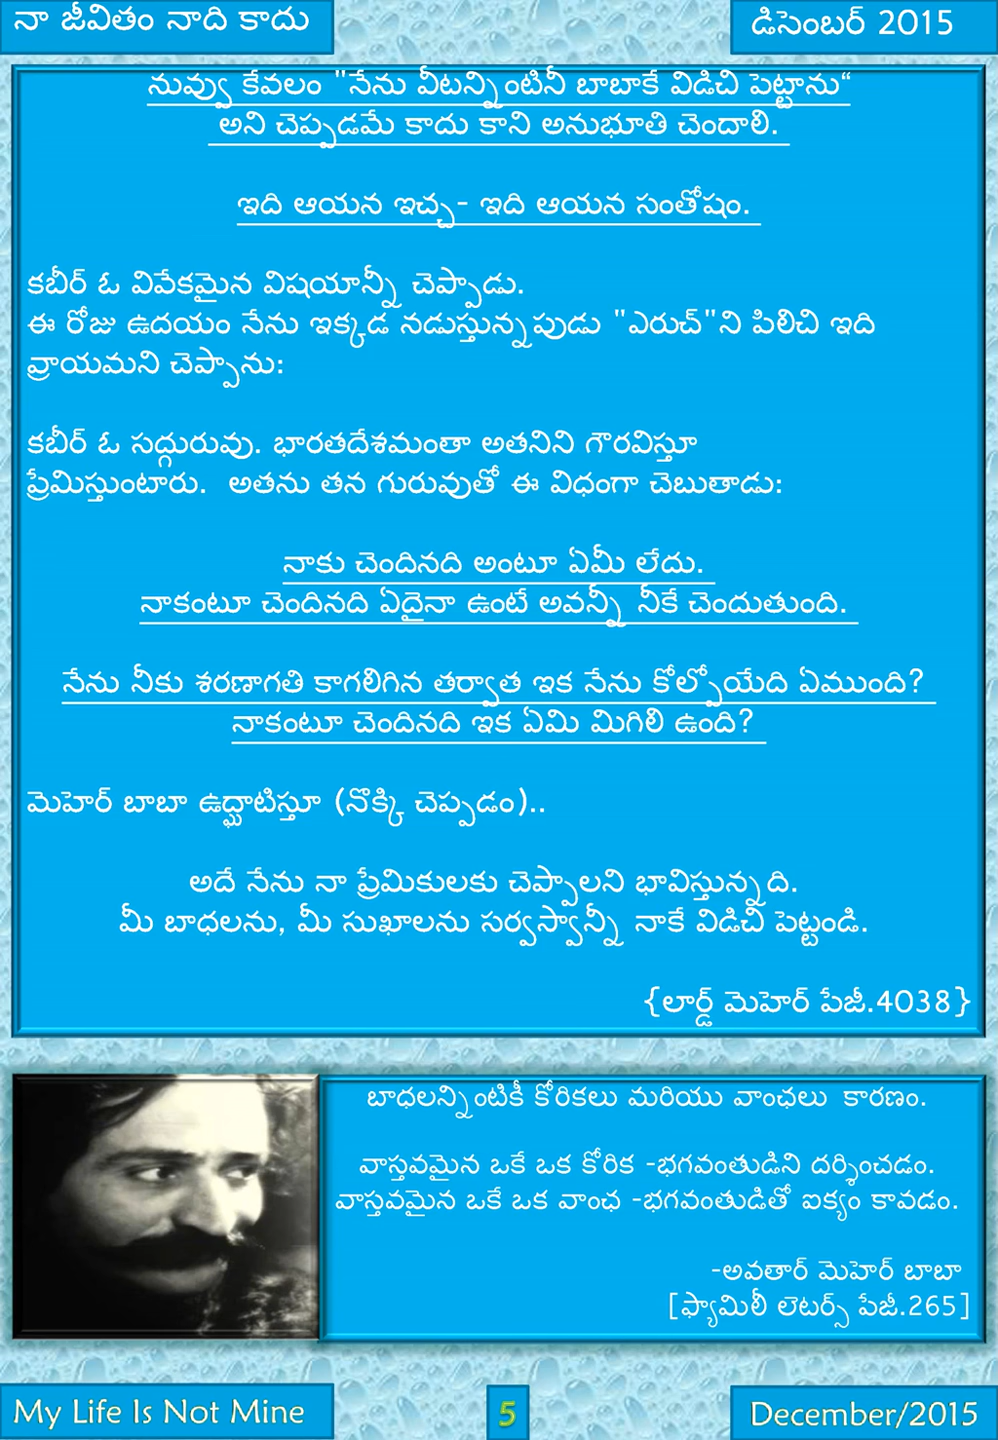 నా జీవితం నాది కాదు
డిసెంబర్ 2015
నువ్వు కేవలం "నేను వీటన్నింటినీ బాబాకే విడిచి పెట్టాను“
అని చెప్పడమే కాదు కాని అనుభూతి చెందాలి.
ఇది ఆయన ఇచ్ఛ- ఇది ఆయన సంతోషం.
కబీర్ ఓ వివేకమైన విషయాన్నీ చెప్పాడు.
ఈ రోజు ఉదయం నేను ఇక్కడ నడుస్తున్నపుడు "ఎరుచ్"ని పిలిచి ఇది
వ్రాయమని చెప్పాను:
కబీర్ ఓ సద్గురువు. భారతదేశమంతా అతనిని గౌరవిస్తూ
ప్రేమిస్తుంటారు. అతను తన గురువుతో ఈ విధంగా చెబుతాడు:
నాకు చెందినది అంటూ ఏమీ లేదు.
నాకంటూ చెందినది ఏదైనా ఉంటే అవన్నీ నీకే చెందుతుంది.
నేను నీకు శరణాగతి కాగలిగిన తర్వాత ఇక నేను కోల్పోయేది ఏముంది?
నాకంటూ చెందినది ఇక ఏమి మిగిలి ఉంది?
మెహెర్ బాబా ఉద్ఘాటిస్తూ (నొక్కి చెప్పడం)..
అదే నేను నా ప్రేమికులకు చెప్పాలని భావిస్తున్నది.
మీ బాధలను, మీ సుఖాలను సర్వస్వాన్నీ నాకే విడిచి పెట్టండి.
{లార్డ్ మెహెర్ పేజీ.4038}
బాధలన్నింటికీ కోరికలు మరియు వాంఛలు కారణం.
వాస్తవమైన ఒకే ఒక కోరిక -భగవంతుడిని దర్శించడం.
వాస్తవమైన ఒకే ఒక వాంఛ -భగవంతుడితో ఐక్యం కావడం.
-అవతార్ మెహెర్ బాబా
[ఫ్యామిలీ లెటర్స్ పేజీ.265]
My Life Is Not Mine
5
December/2015